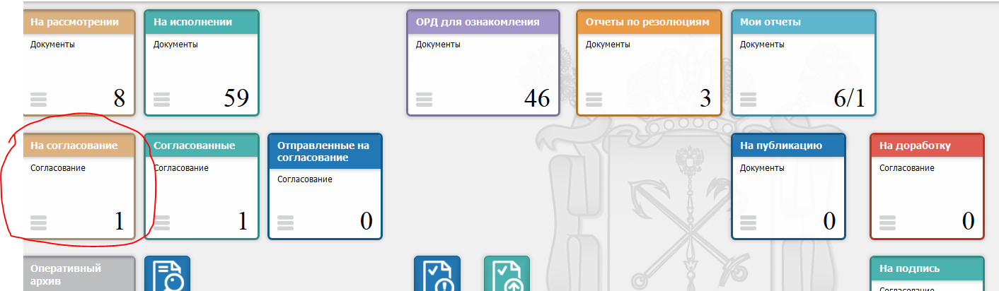 На рассмотрении
Документы
8
На исполнении
Документы
59
ОРД для ознакомления
Документы
46
Отчеты по резолюциям
Документы
3
Мои отчеты
Документы
6/1
На согласование
Согласование
1
Согласованные
Согласование
1
Отправленные на
согласование
Согласование
0
На публикацию
Документы
0
На доработку
Согласование
0
Оперативный
архив
На подпись
Согласование